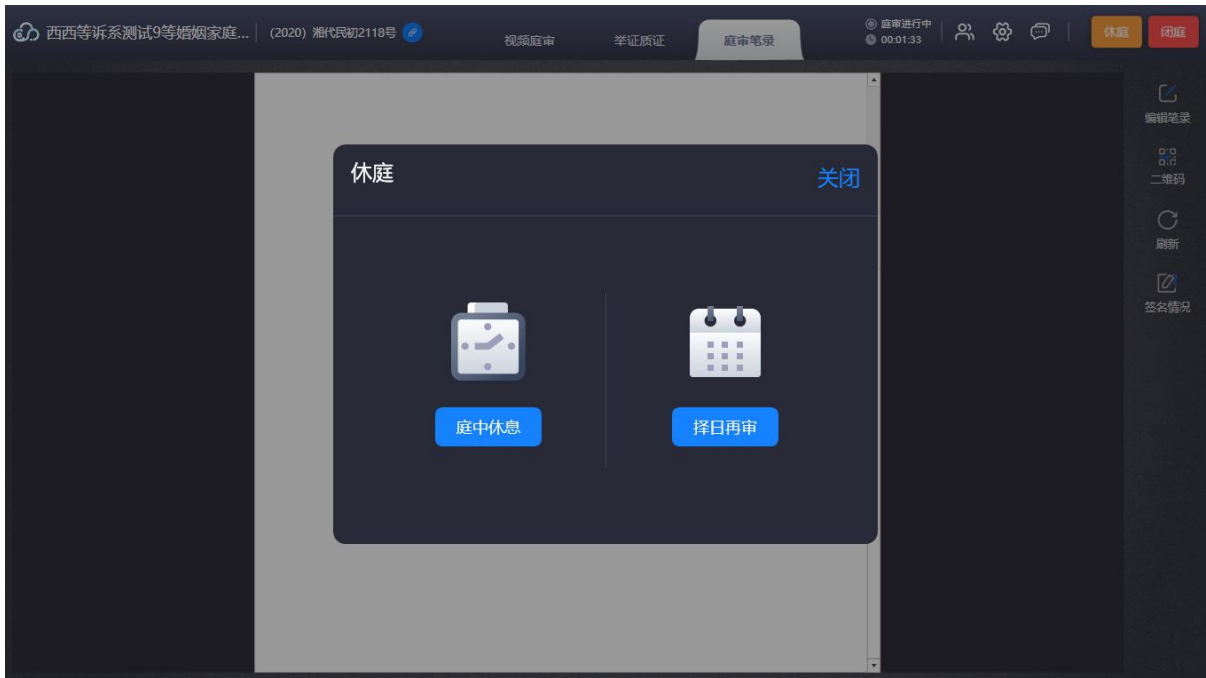 西西等诉系测试9等婚姻家庭...
(2020) 湘代民初2118号
视频庭审
举证质证
庭审笔录
庭审进行中
00:01:33
休庭
闭庭
编辑笔录
二维码
刷新
签名情况
休庭
关闭
庭中休息
择日再审